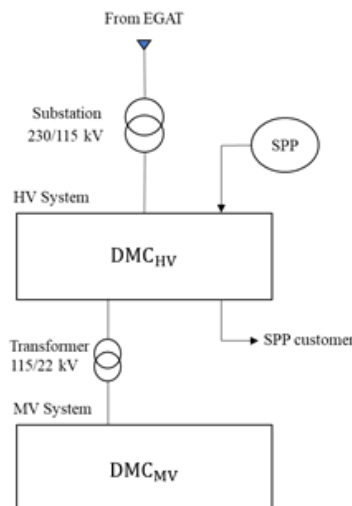 From EGAT
Substation
230/115 kV
SPP
HV System
DMC_HV
SPP customer
Transformer
115/22 kV
MV System
DMC_MV